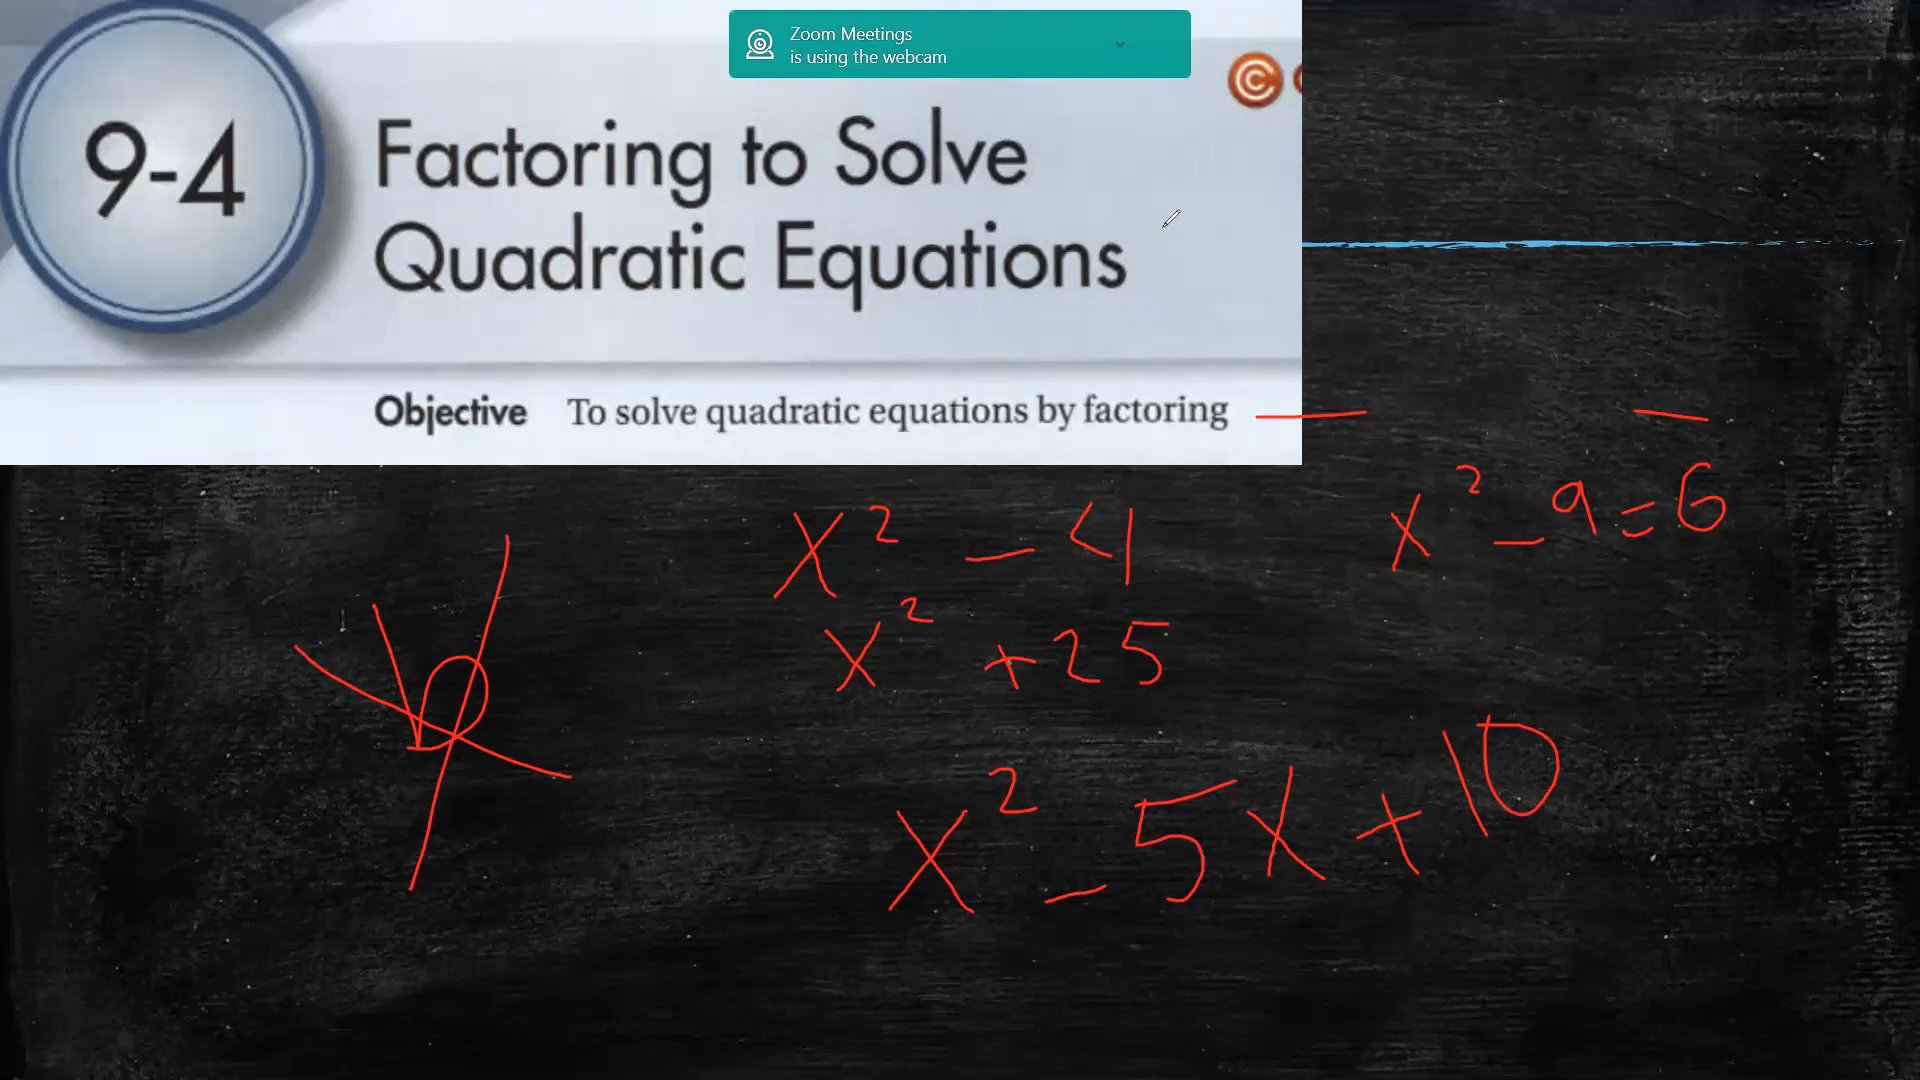 Zoom Meetings
is using the webcam
9-4
Factoring to Solve
Quadratic Equations
Objective To solve quadratic equations by factoring
x² - 4
x² - 9 = 6
x² + 25
x² - 5x + 10